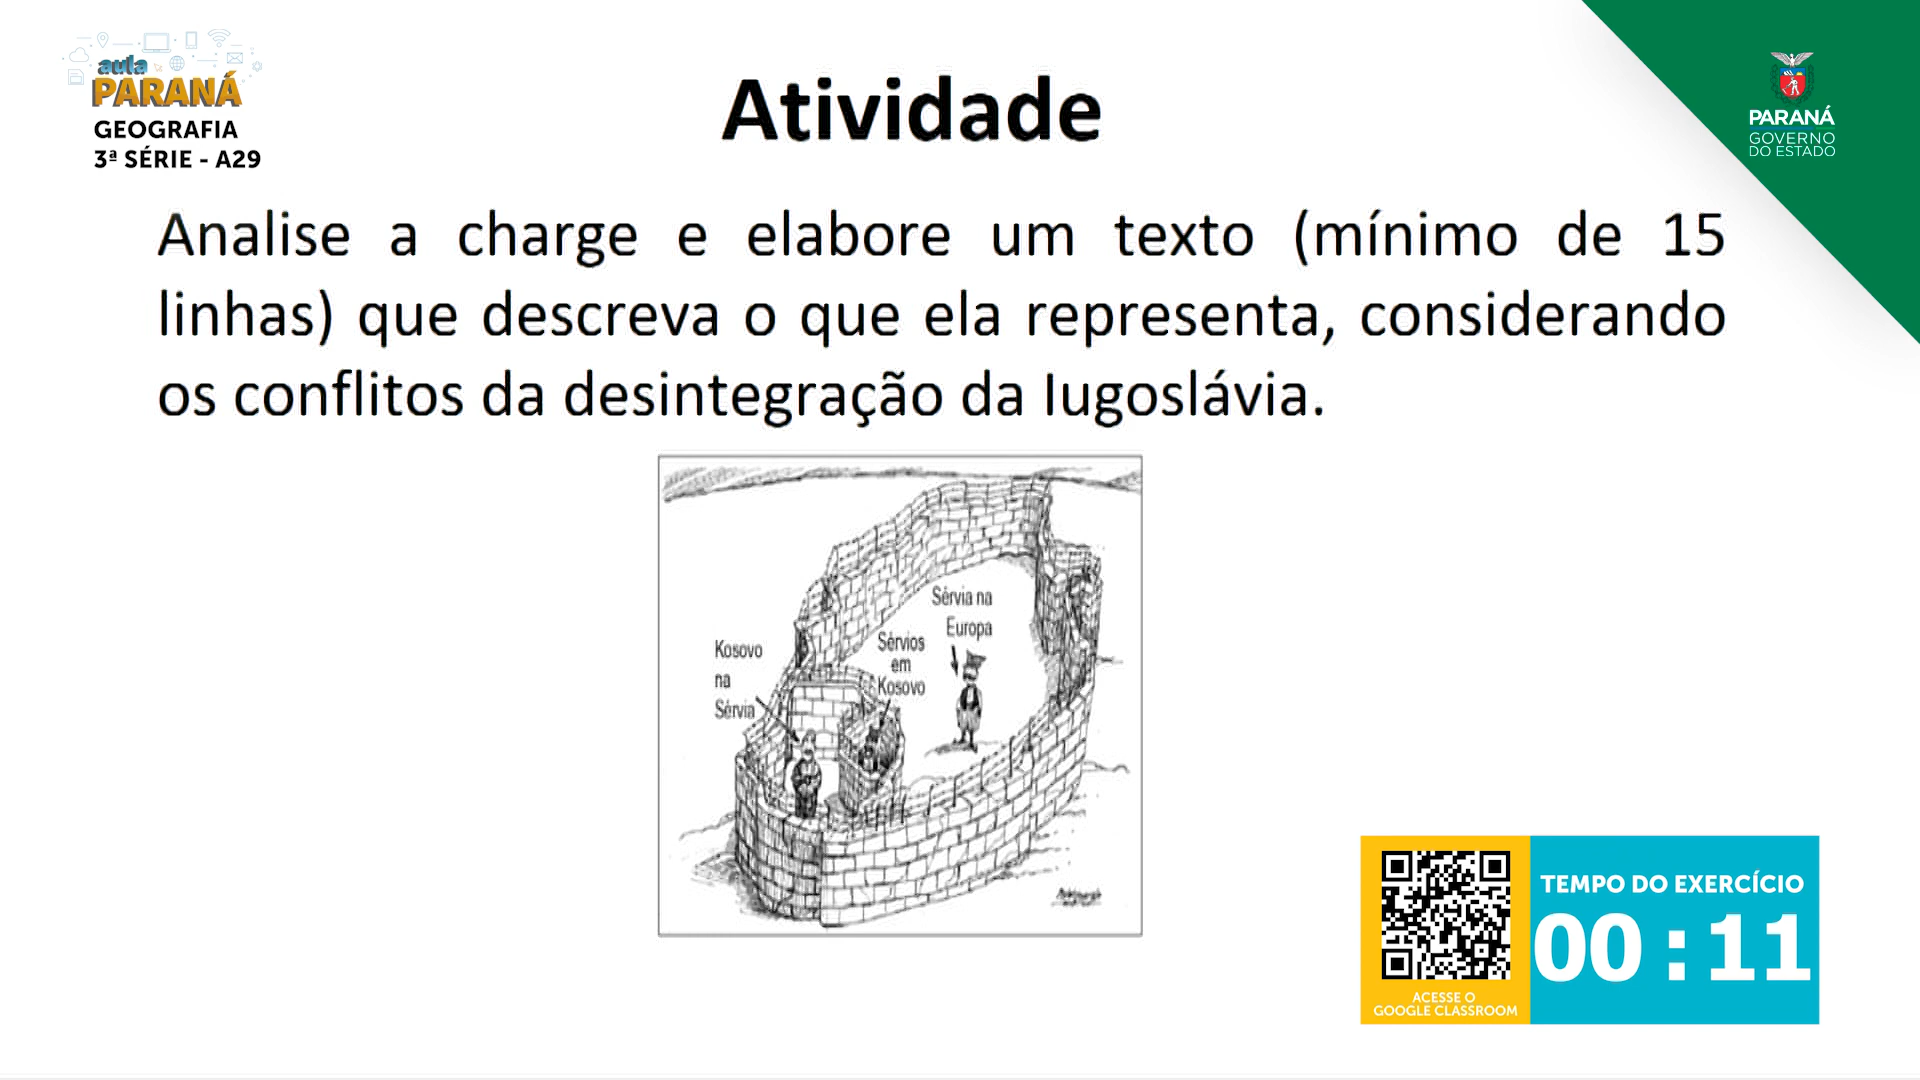 aula
PARANÁ
GEOGRAFIA
3ª SÉRIE - A29
Atividade
PARANÁ
GOVERNO
DO ESTADO
Analise a charge e elabore um texto (mínimo de 15
linhas) que descreva o que ela representa, considerando
os conflitos da desintegração da Iugoslávia.
Sérvia na
Europa
Sérvios
em
Kosovo
Kosovo
na
Sérvia
TEMPO DO EXERCÍCIO
00 : 11
ACESSE O
GOOGLE CLASSROOM